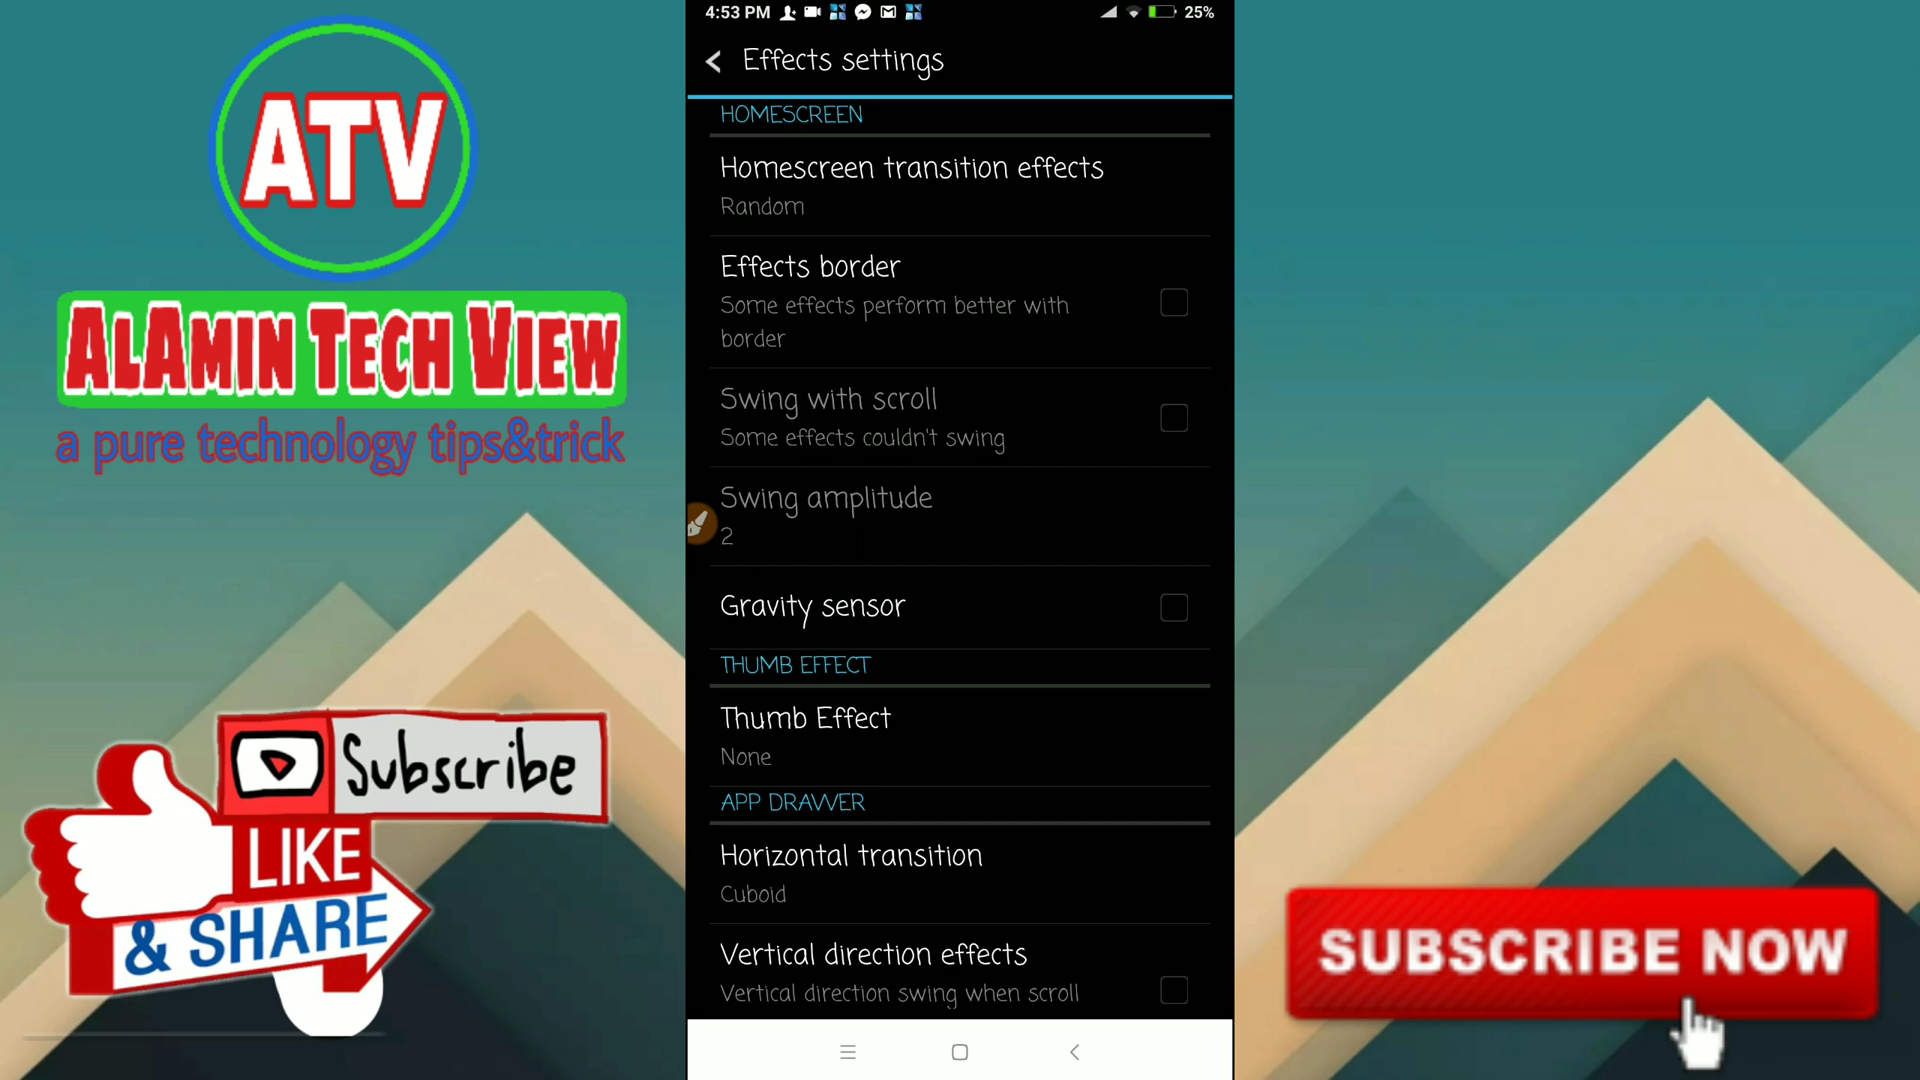 ATV
ALAMIN TECH VIEW
a pure technology tips&trick
Subscribe
LIKE
& SHARE
4:53 PM
25%
Effects settings
HOMESCREEN
Homescreen transition effects
Random
Effects border
Some effects perform better with
border
Swing with scroll
Some effects couldn't swing
Swing amplitude
2
Gravity sensor
THUMB EFFECT
Thumb Effect
None
APP DRAWER
Horizontal transition
Cuboid
Vertical direction effects
Vertical direction swing when scroll
SUBSCRIBE NOW